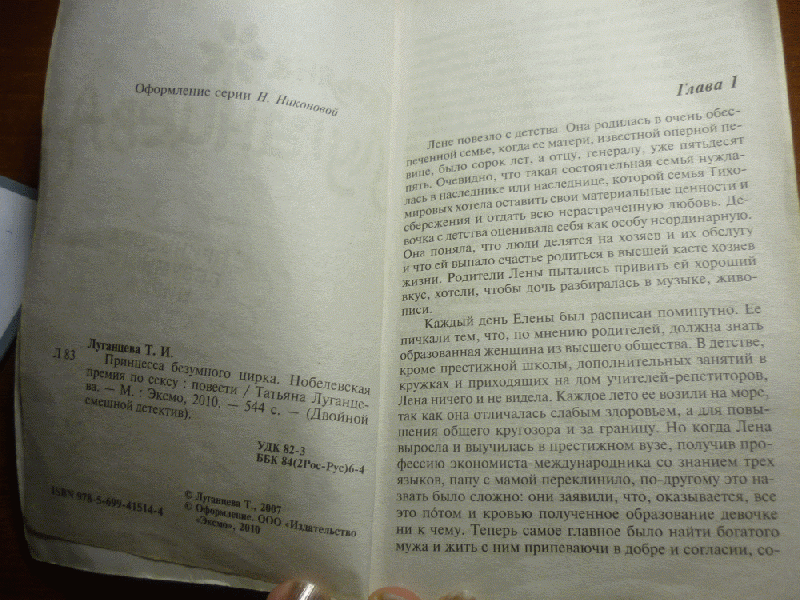 Оформление серии Н. Никоновой
Луганцева Т. И.
Л 83 Принцесса безумного цирка. Нобелевская
премия по сексу : повести / Татьяна Луганце-
ва. — М. : Эксмо, 2010. — 544 с. — (Двойной
смешной детектив).
УДК 82-3
ББК 84(2Рос-Рус)6-4
ISBN 978-5-699-41514-4
© Луганцева Т., 2007
© Оформление. ООО «Издательство
«Эксмо», 2010
Глава 1
Лене повезло с детства. Она родилась в очень обес-
печенной семье, когда ее матери, известной оперной пе-
вице, было сорок лет, а отцу, генералу, уже пятьдесят
пять. Очевидно, что такая состоятельная семья нужда-
лась в наследнике или наследнице, которой семья Тихо-
мировых хотела оставить свои материальные ценности и
сбережения и отдать всю нерастраченную любовь. Де-
вочка с детства оценивала себя как особу неординарную.
Она поняла, что люди делятся на хозяев и их обслугу
и что ей выпало счастье родиться в высшей касте хозяев
жизни. Родители Лены пытались привить ей хороший
вкус, хотели, чтобы дочь разбиралась в музыке, живо-
писи.
Каждый день Елены был расписан поминутно. Ее
пичкали тем, что, по мнению родителей, должна знать
образованная женщина из высшего общества. В детстве,
кроме престижной школы, дополнительных занятий в
кружках и приходящих на дом учителей-репетиторов,
Лена ничего и не видела. Каждое лето ее возили на море,
так как она отличалась слабым здоровьем, а для повы-
шения общего кругозора и за границу. Но когда Лена
выросла и выучилась в престижном вузе, получив про-
фессию экономиста-международника со знанием трех
языков, папу с мамой переклинило, по-другому это на-
звать было сложно: они заявили, что, оказывается, все
это по́том и кровью полученное образование девочке
ни к чему. Теперь самое главное было найти богатого
мужа и жить с ним припеваючи в добре и согласии, со-